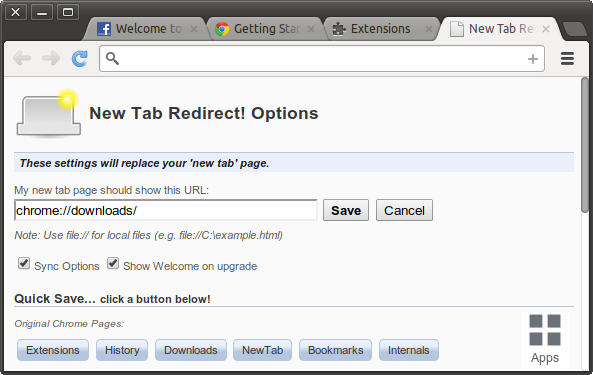 Welcome to
Getting Sta
Extensions
New Tab Re
New Tab Redirect! Options
These settings will replace your 'new tab' page.
My new tab page should show this URL:
chrome://downloads/
Save
Cancel
Note: Use file:// for local files (e.g. file://C:\example.html)
Sync Options
Show Welcome on upgrade
Quick Save... click a button below!
Original Chrome Pages:
Extensions
History
Downloads
NewTab
Bookmarks
Internals
Apps